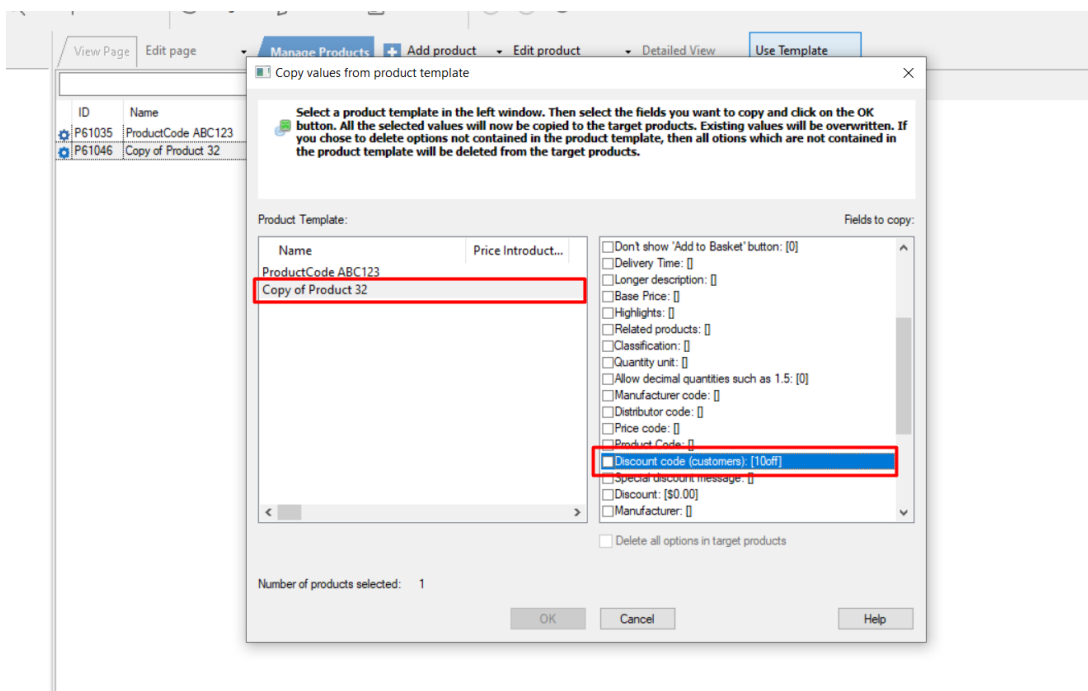 View Page Edit page Manage Products Add product Edit product Detailed View Use Template
Copy values from product template
ID Name
P61035 ProductCode ABC123
P61046 Copy of Product 32
Select a product template in the left window. Then select the fields you want to copy and click on the OK
button. All the selected values will now be copied to the target products. Existing values will be overwritten. If
you chose to delete options not contained in the product template, then all otions which are not contained in
the product template will be deleted from the target products.
Product Template:
Fields to copy:
Name Price Introduct...
ProductCode ABC123
Copy of Product 32
Don't show 'Add to Basket' button: [0]
Delivery Time: []
Longer description: []
Base Price: []
Highlights: []
Related products: []
Classification: []
Quantity unit: []
Allow decimal quantities such as 1.5: [0]
Manufacturer code: []
Distributor code: []
Price code: []
Product Code: []
Discount code (customers): [10off]
Special discount message: []
Discount: [$0.00]
Manufacturer: []
Delete all options in target products
Number of products selected: 1
OK Cancel Help